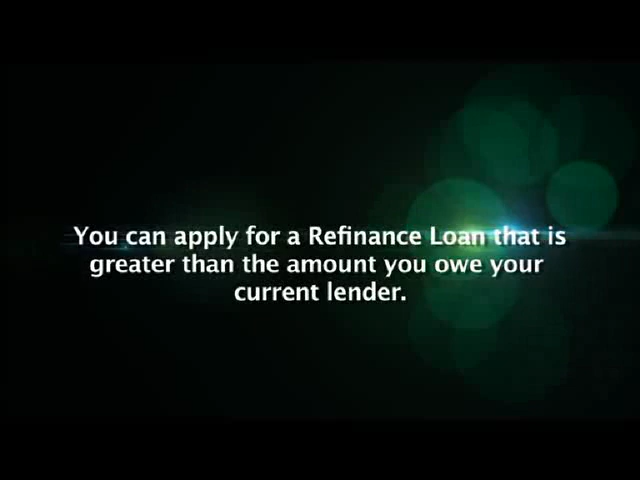 You can apply for a Refinance Loan that is
greater than the amount you owe your
current lender.